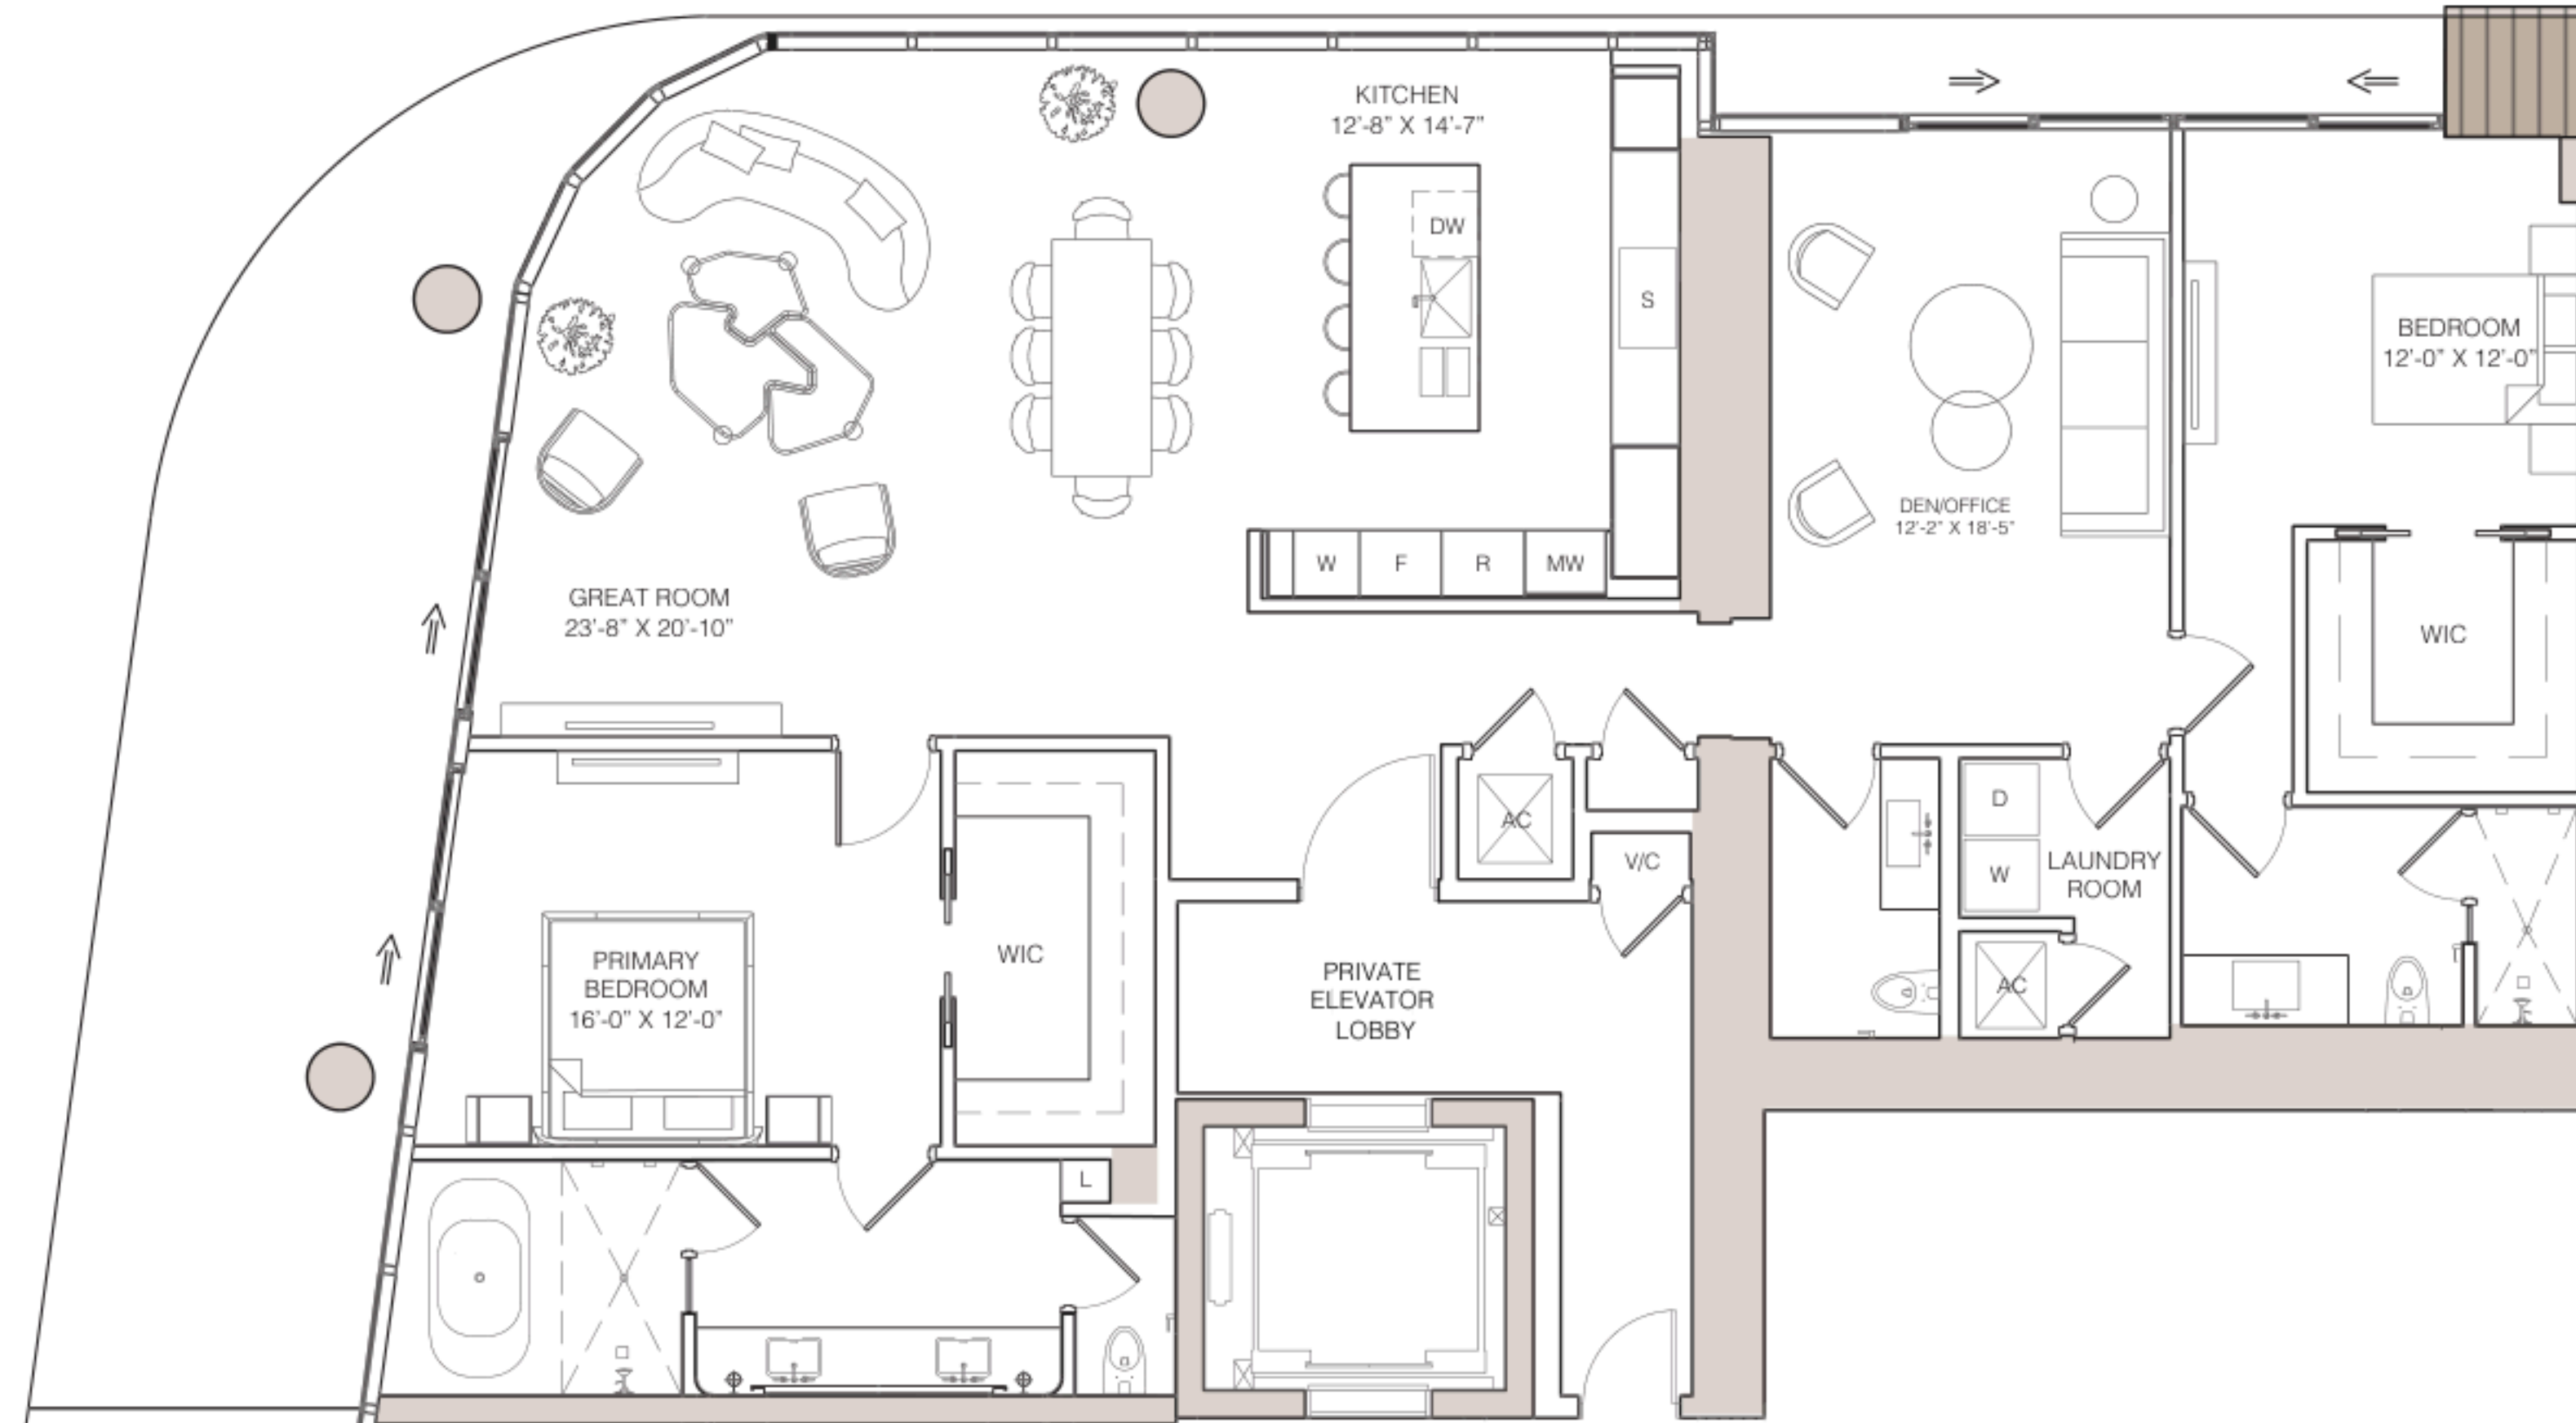 KITCHEN
12'-8" X 14'-7"
DW
S
BEDROOM
12'-0" X 12'-0"
DEN/OFFICE
12'-2" X 18'-5"
W
F
R
MW
GREAT ROOM
23'-8" X 20'-10"
WIC
AC
D
W
LAUNDRY
ROOM
V/C
AC
PRIMARY
BEDROOM
16'-0" X 12'-0"
WIC
PRIVATE
ELEVATOR
LOBBY
L